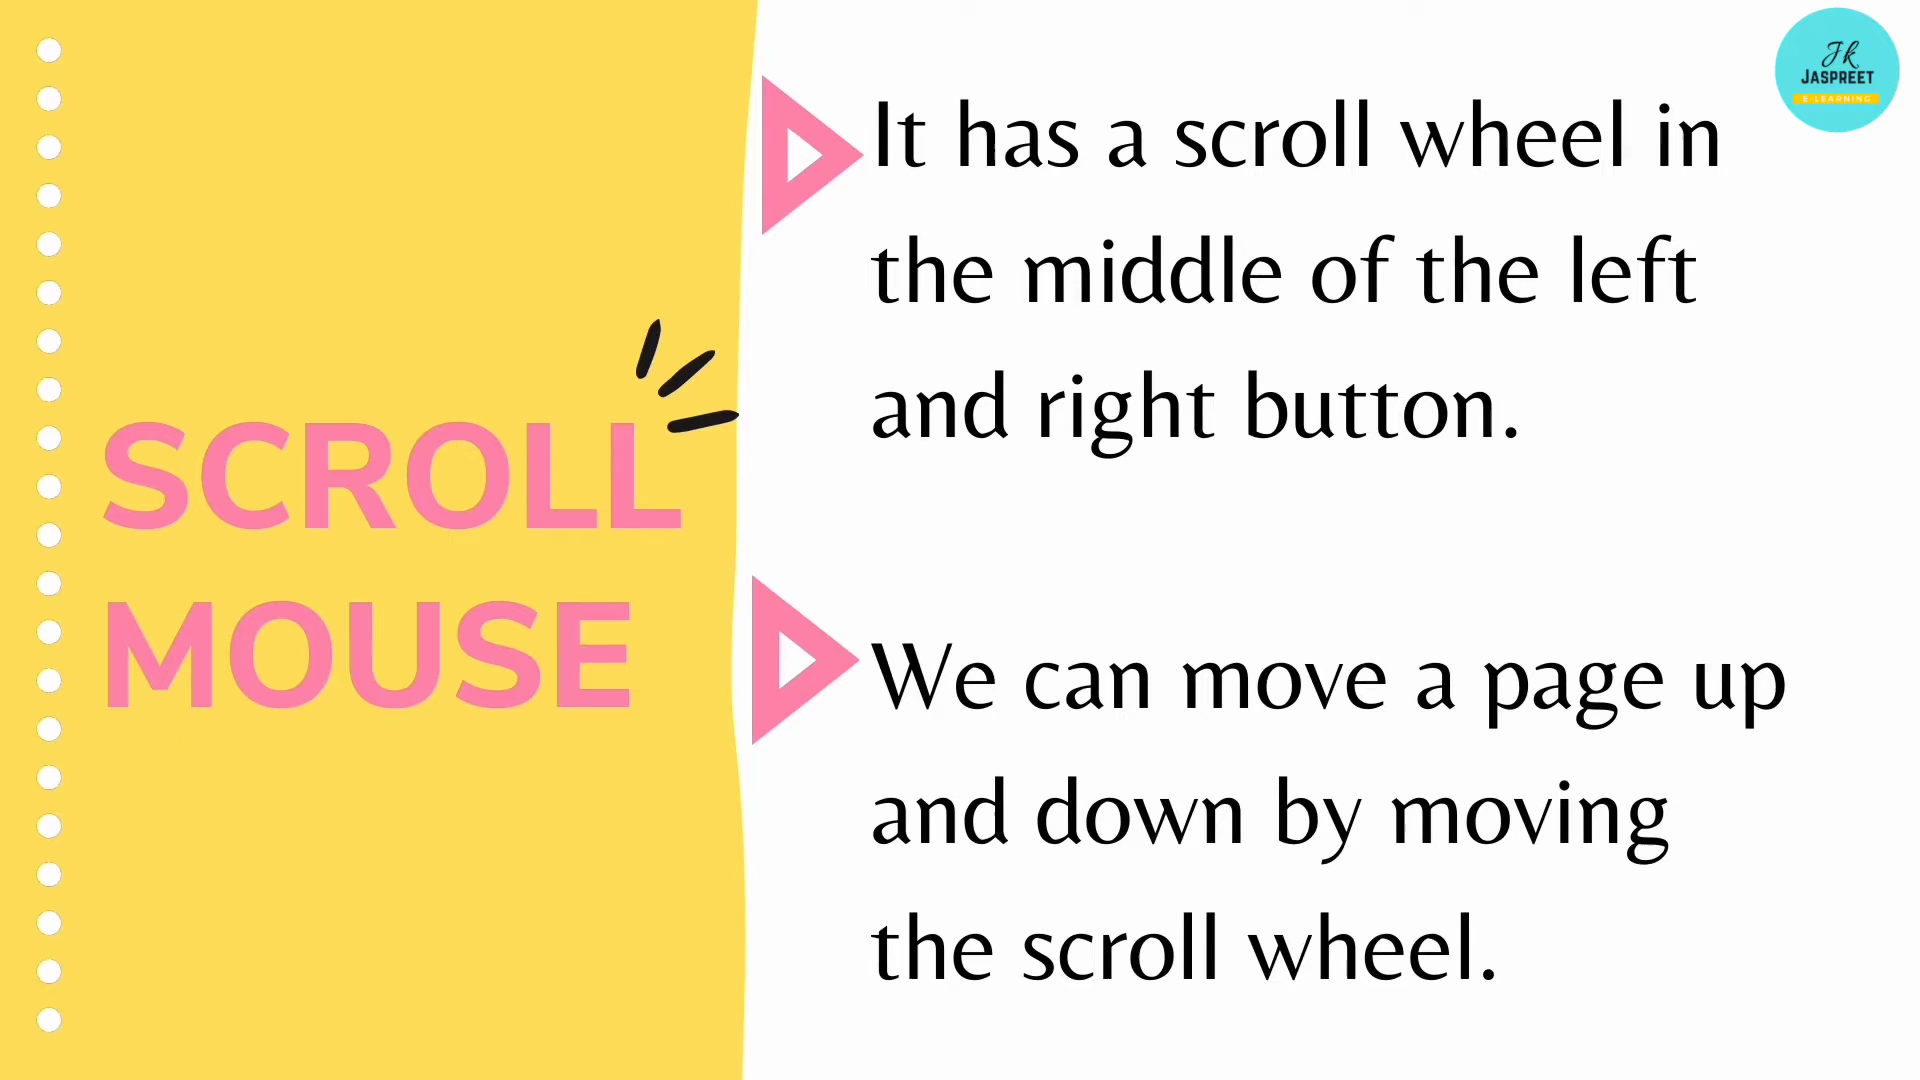 SCROLL
MOUSE
It has a scroll wheel in
the middle of the left
and right button.
We can move a page up
and down by moving
the scroll wheel.
Jk
JASPREET
E-LEARNING